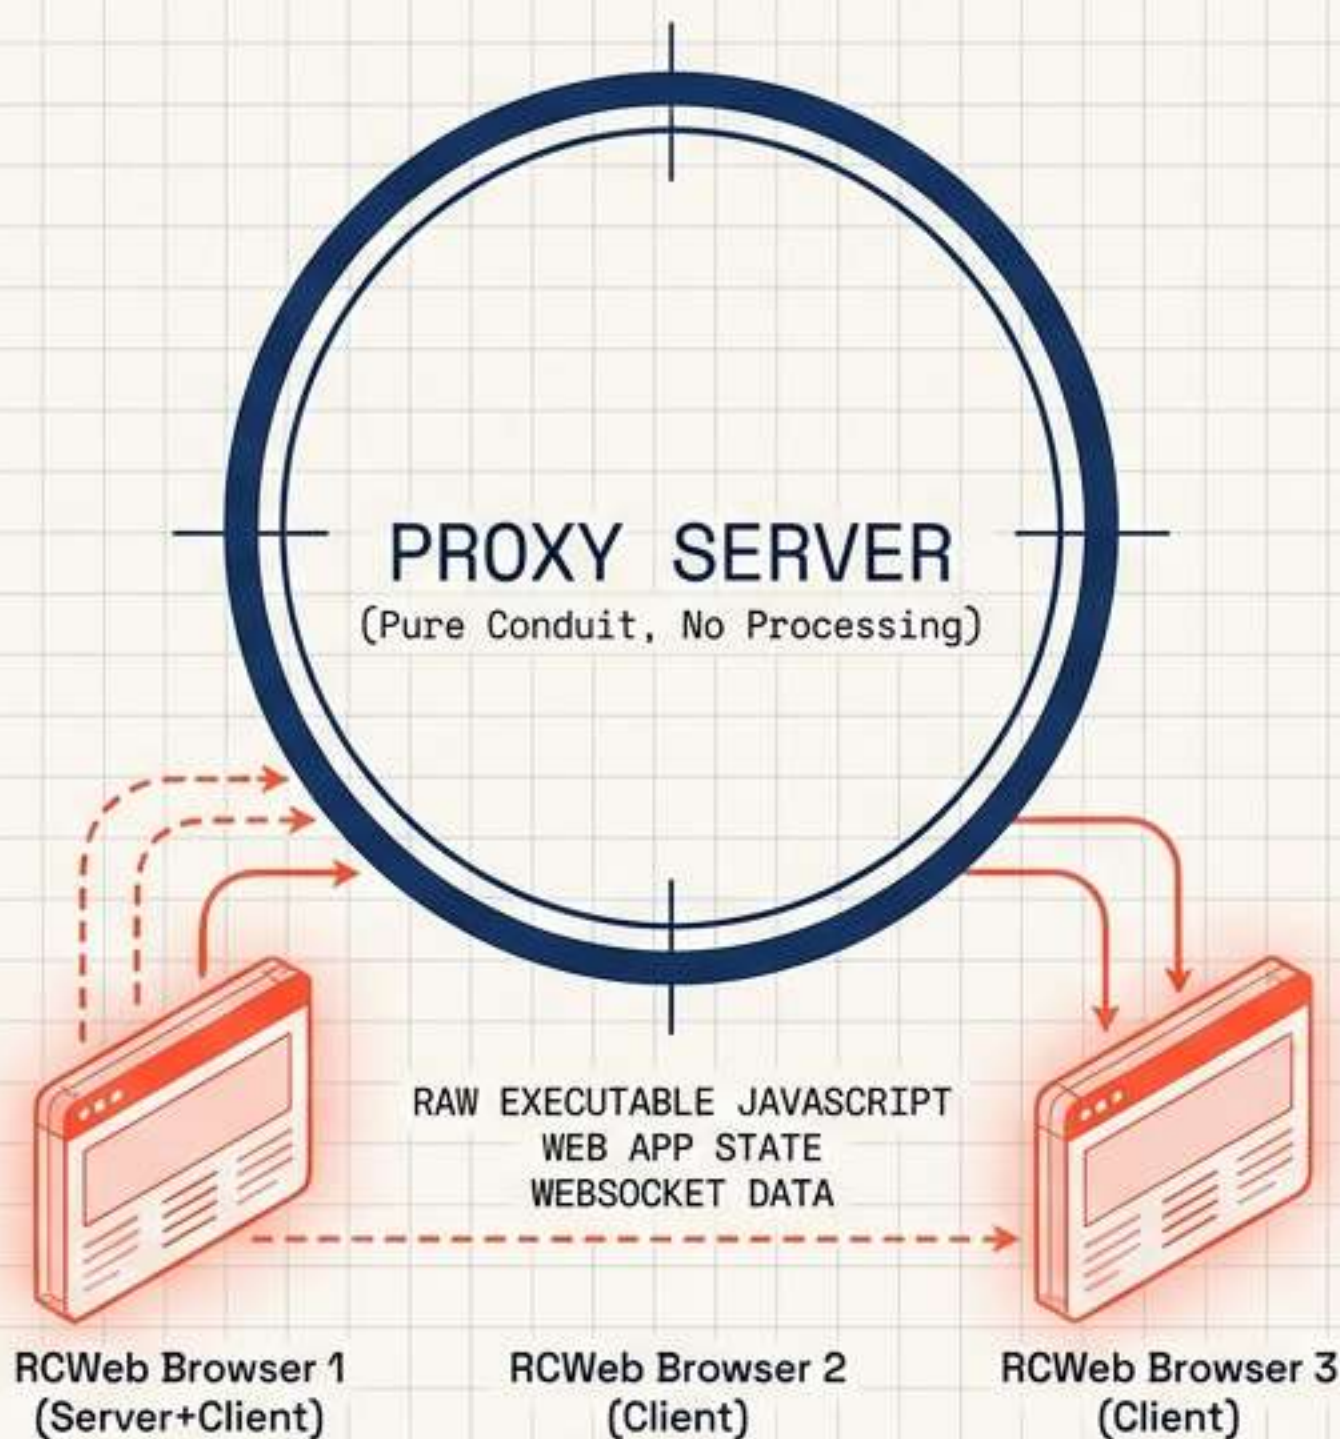 PROXY SERVER
(Pure Conduit, No Processing)
RAW EXECUTABLE JAVASCRIPT
WEB APP STATE
WEBSOCKET DATA
RCWeb Browser 1
(Server+Client)
RCWeb Browser 2
(Client)
RCWeb Browser 3
(Client)